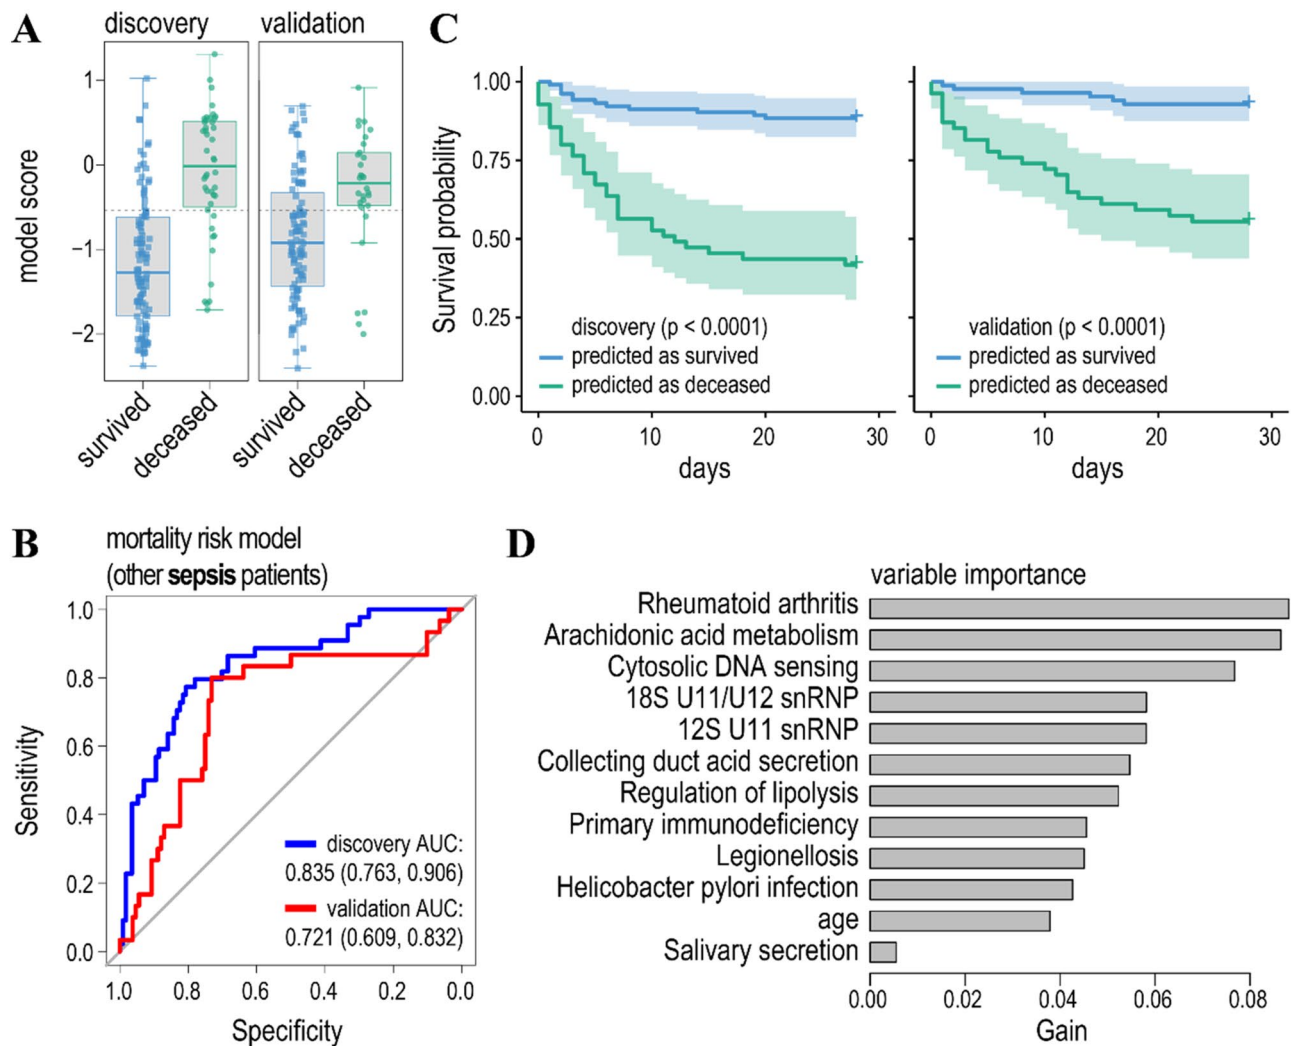 A
discovery
validation
model score
1
0
−1
−2
survived
deceased
survived
deceased
C
Survival probability
1.00
0.75
0.50
0.25
0.00
discovery (p < 0.0001)
predicted as survived
predicted as deceased
0
10
20
30
days
validation (p < 0.0001)
predicted as survived
predicted as deceased
0
10
20
30
days
B
mortality risk model
(other sepsis patients)
Sensitivity
1.0
0.8
0.6
0.4
0.2
0.0
discovery AUC:
0.835 (0.763, 0.906)
validation AUC:
0.721 (0.609, 0.832)
1.0
0.8
0.6
0.4
0.2
0.0
Specificity
D
variable importance
Rheumatoid arthritis
Arachidonic acid metabolism
Cytosolic DNA sensing
18S U11/U12 snRNP
12S U11 snRNP
Collecting duct acid secretion
Regulation of lipolysis
Primary immunodeficiency
Legionellosis
Helicobacter pylori infection
age
Salivary secretion
0.00
0.02
0.04
0.06
0.08
Gain